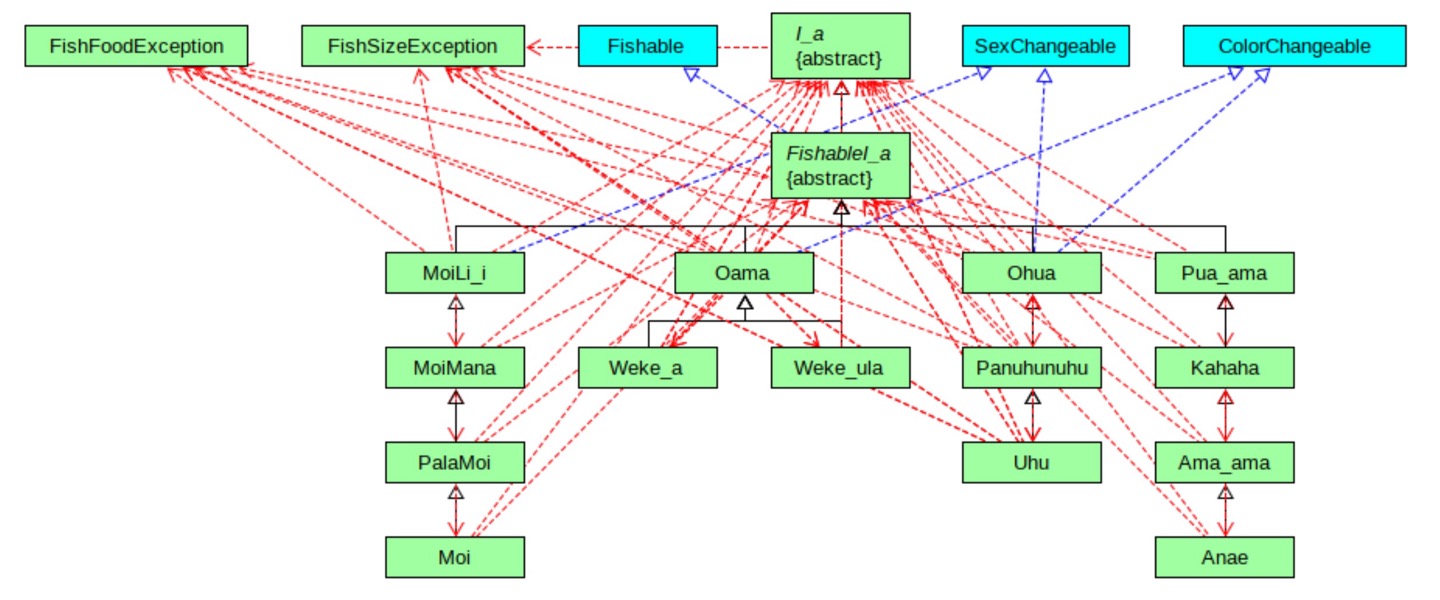 FishFoodException
FishSizeException
Fishable
I_a
{abstract}
SexChangeable
ColorChangeable
FishableI_a
{abstract}
MoiLi_i
Oama
Ohua
Pua_ama
MoiMana
Weke_a
Weke_ula
Panuhunuhu
Kahaha
PalaMoi
Uhu
Ama_ama
Moi
Anae